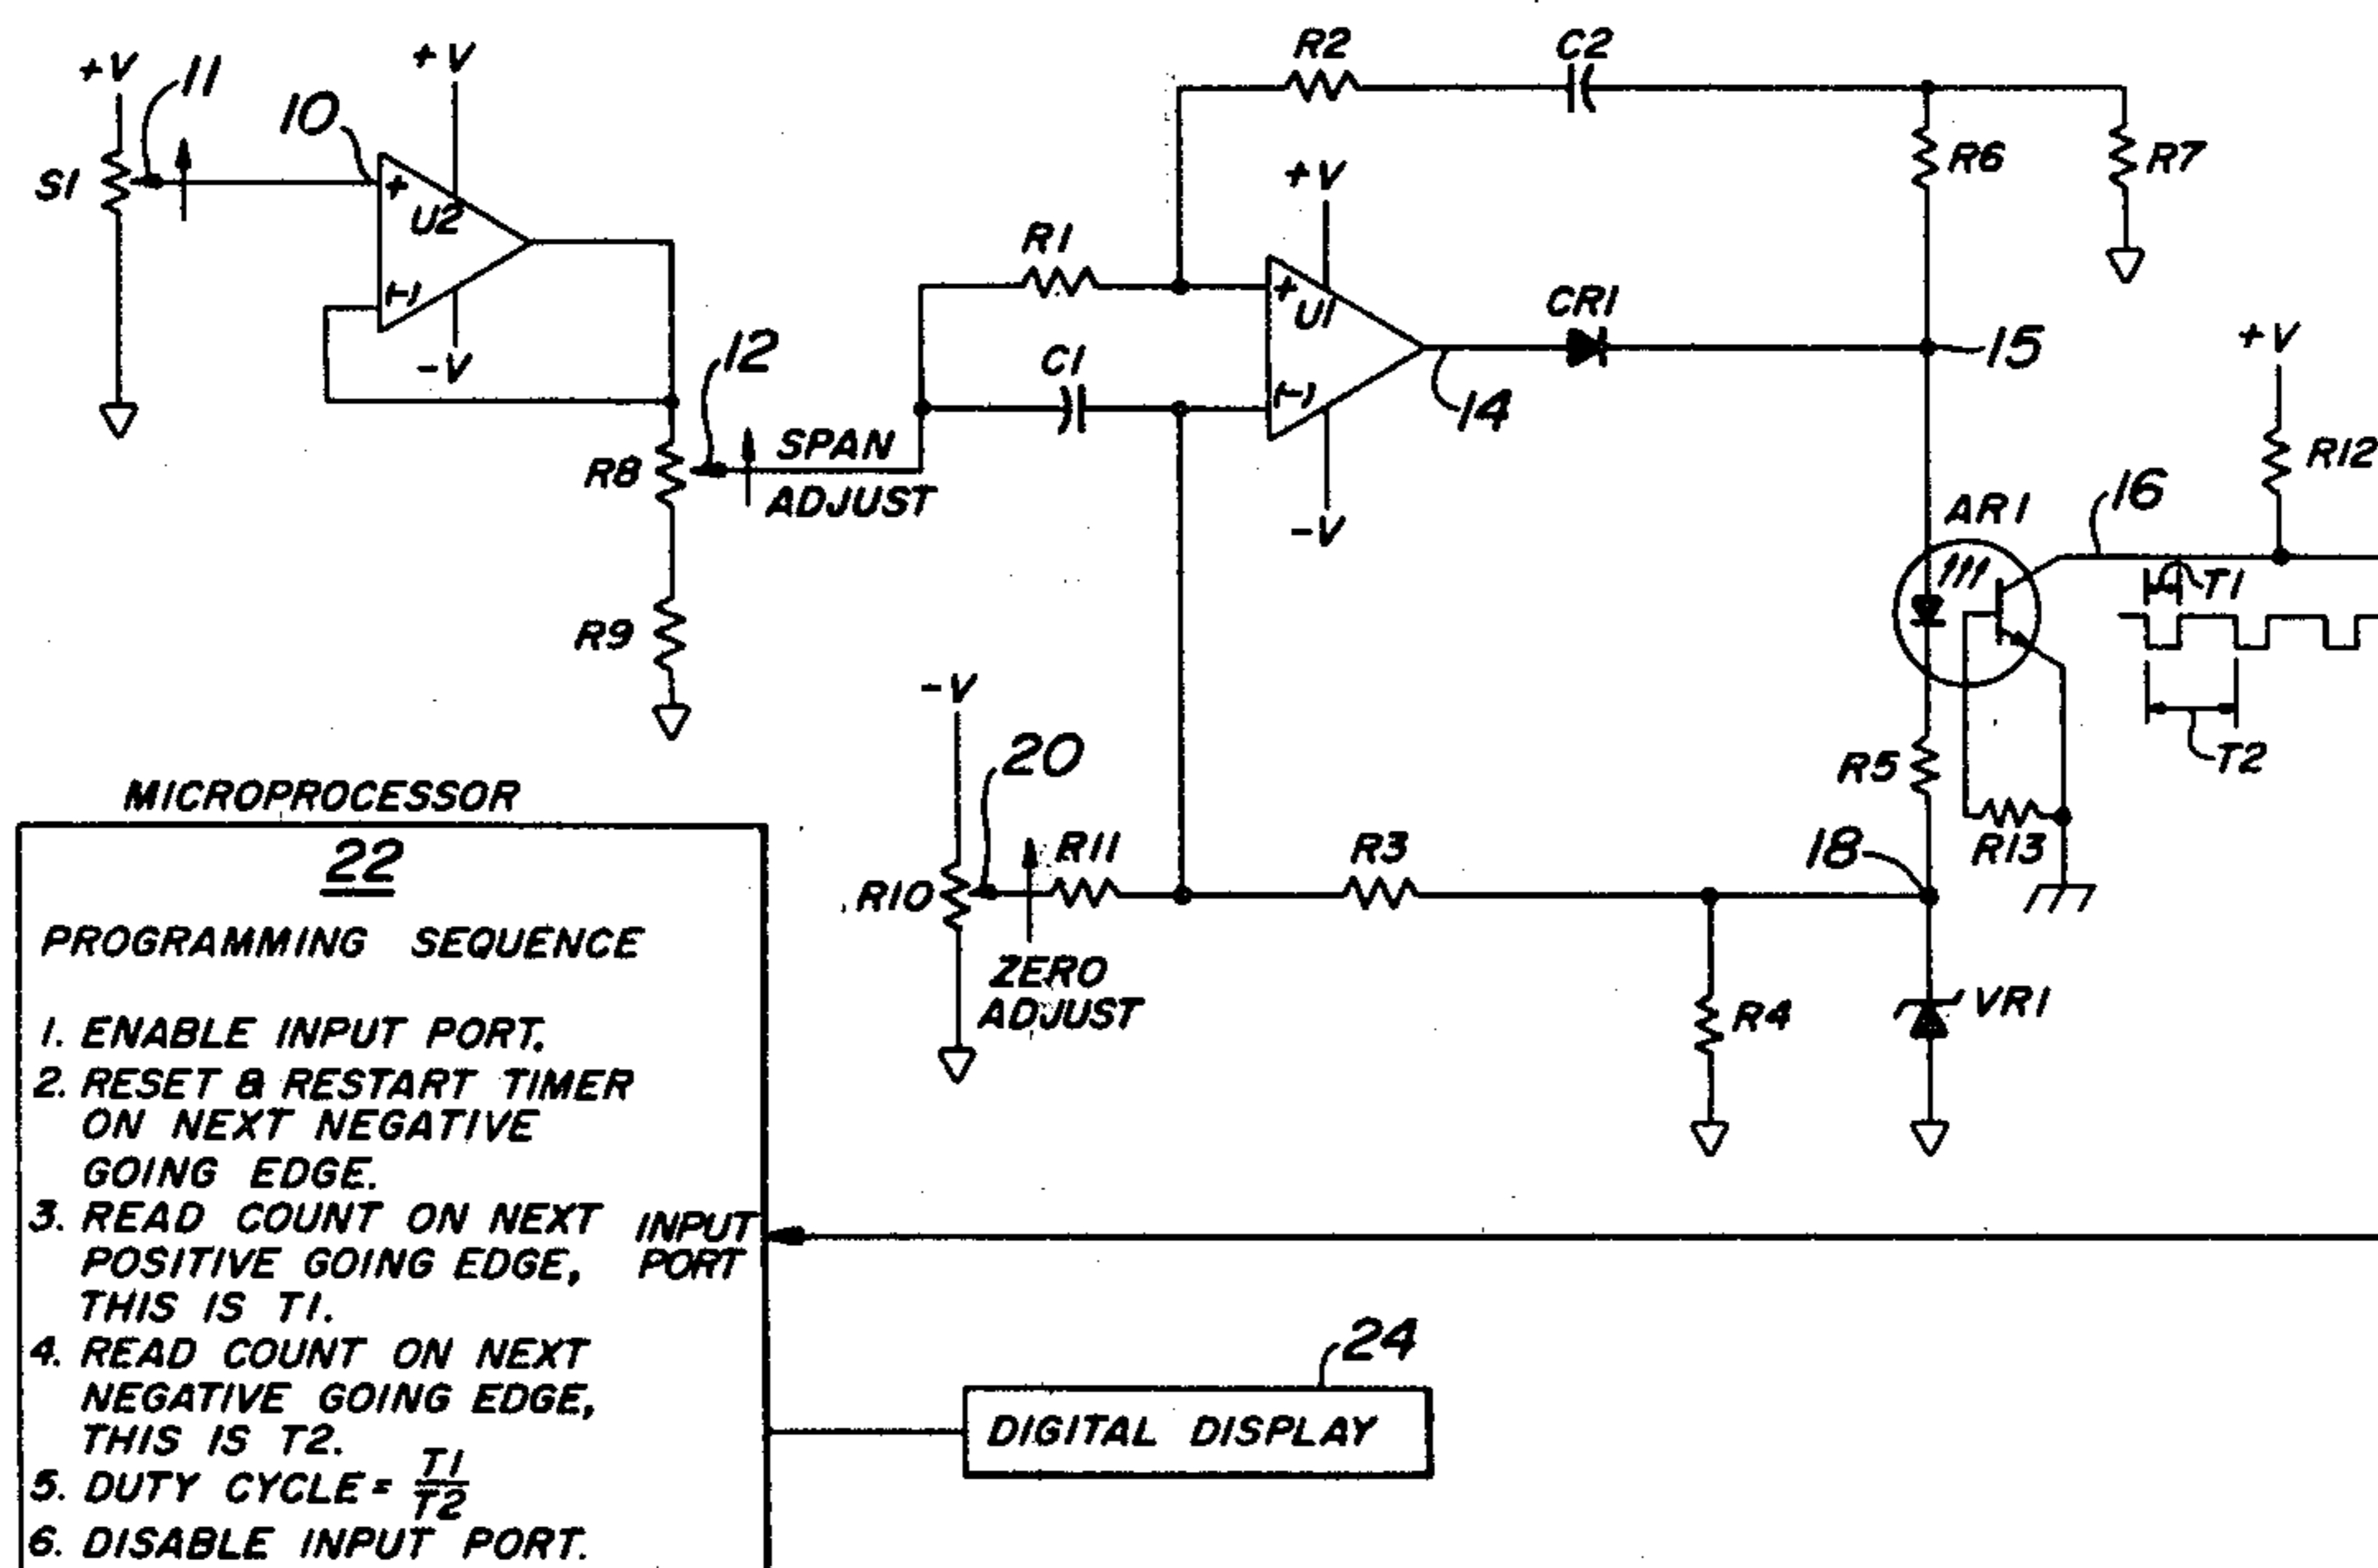 +V
11
S1
10
+V
+
U2
(-)
-V
12
SPAN
ADJUST
R8
R9
R2
C2
R6
R7
+V
R1
+
U1
(-)
C1
-V
CR1
14
15
+V
R12
16
AR1
T1
T2
R5
R13
18
-V
20
R10
R11
R3
ZERO
ADJUST
R4
VR1
MICROPROCESSOR
22
PROGRAMMING SEQUENCE
1. ENABLE INPUT PORT.
2. RESET & RESTART TIMER
ON NEXT NEGATIVE
GOING EDGE.
3. READ COUNT ON NEXT
POSITIVE GOING EDGE,
THIS IS T1.
4. READ COUNT ON NEXT
NEGATIVE GOING EDGE,
THIS IS T2.
5. DUTY CYCLE = T1/T2
6. DISABLE INPUT PORT.
INPUT
PORT
24
DIGITAL DISPLAY